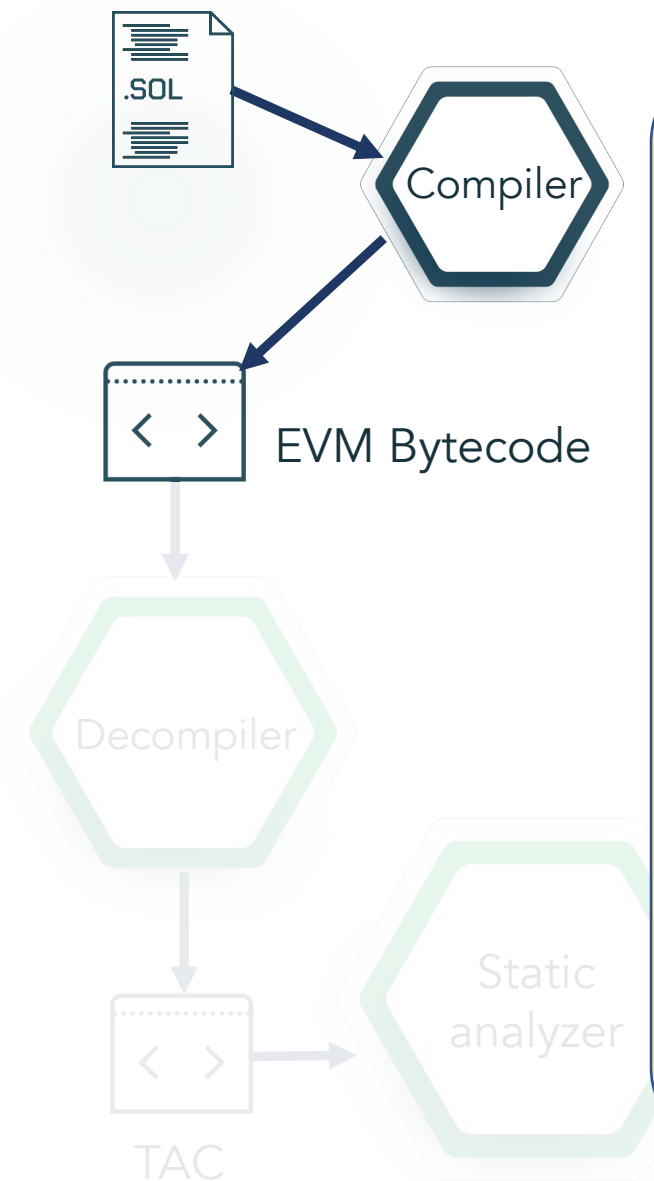 .SOL
Compiler
EVM Bytecode
Decompiler
Static
analyzer
TAC